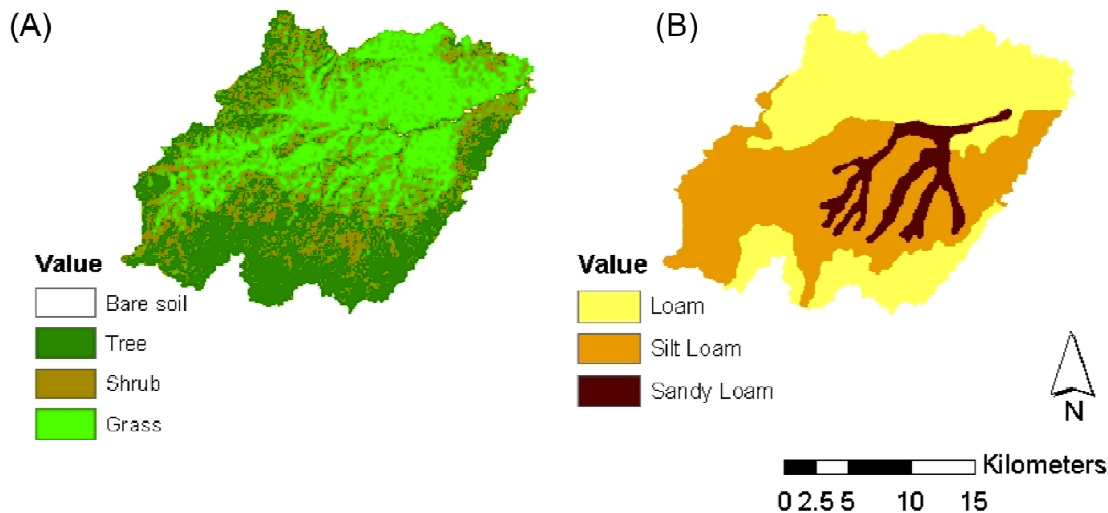 (A)
(B)
Value
Bare soil
Tree
Shrub
Grass
Value
Loam
Silt Loam
Sandy Loam
N
Kilometers
0 2.5 5 10 15